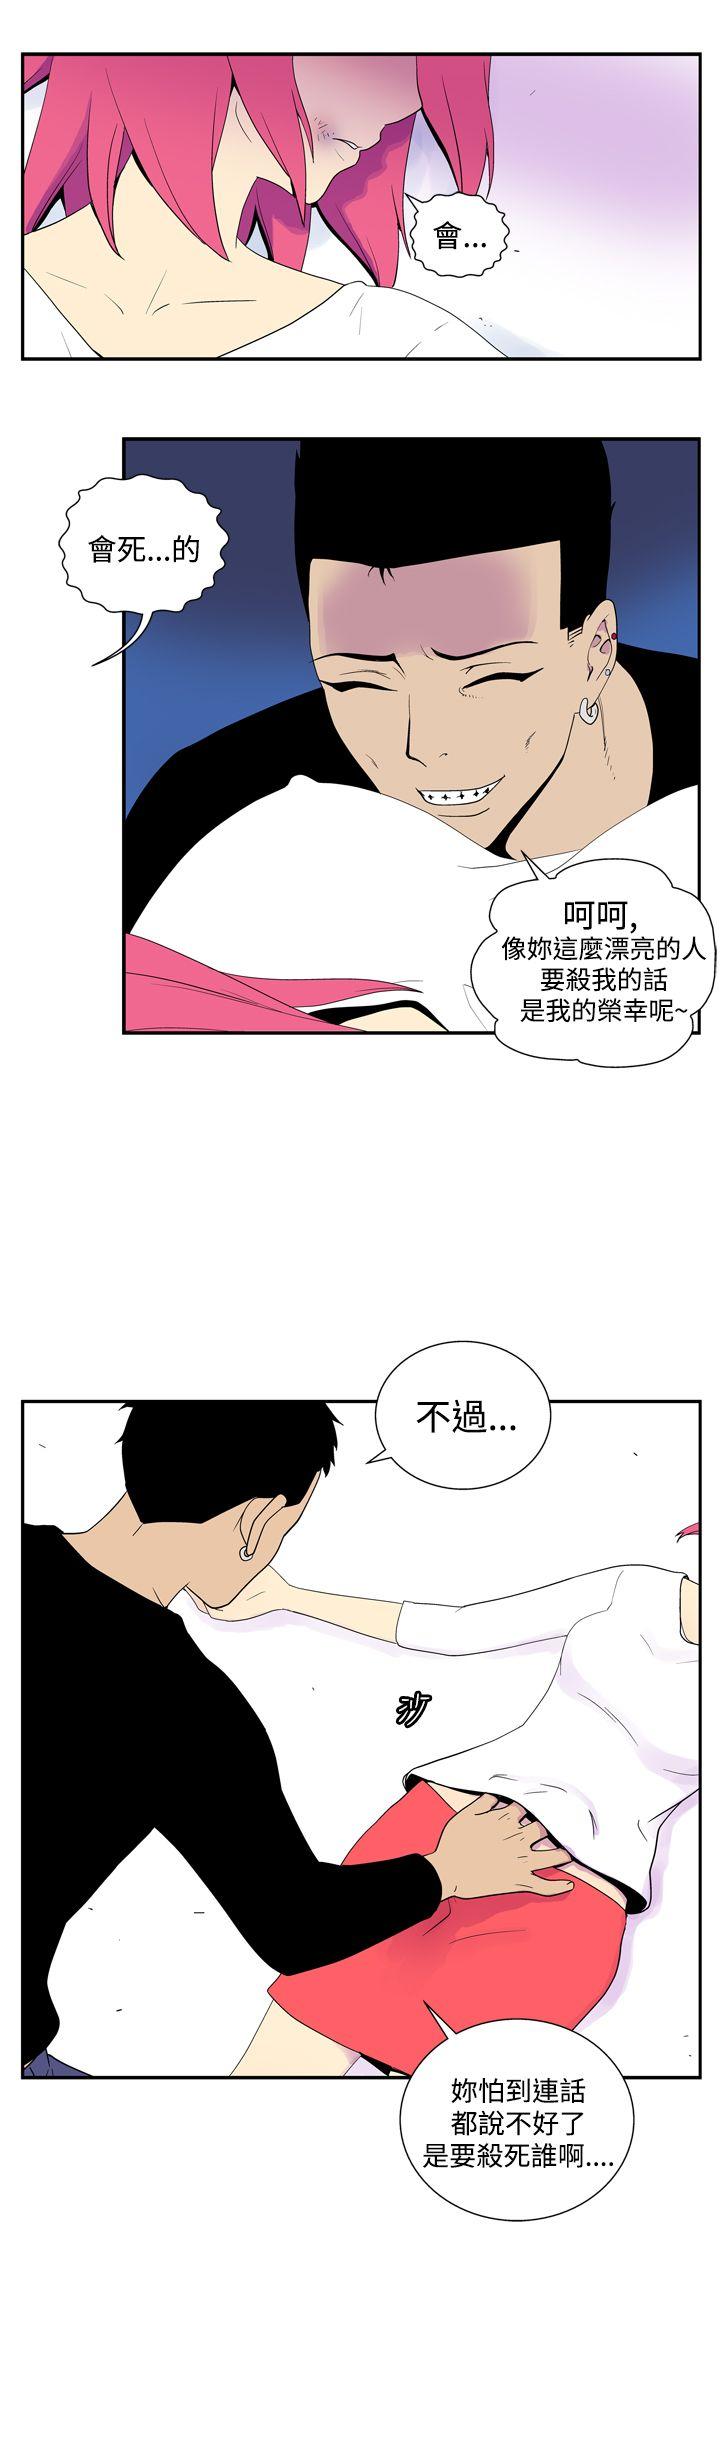 會...
會死...的
呵呵,
像妳這麼漂亮的人
要殺我的話
是我的榮幸呢~
不過...
沙
妳怕到連話
都說不好了
是要殺死誰啊....